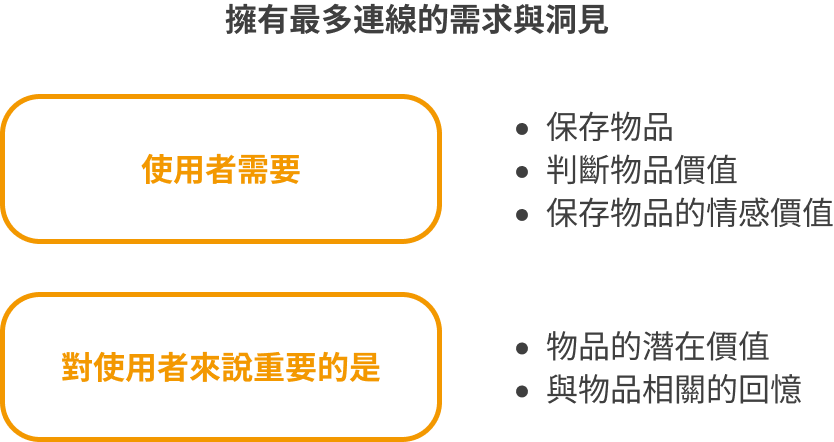 擁有最多連線的需求與洞見
使用者需要
• 保存物品
• 判斷物品價值
• 保存物品的情感價值
對使用者來說重要的是
• 物品的潛在價值
• 與物品相關的回憶